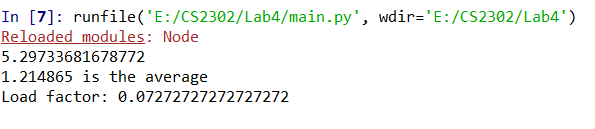 In [7]: runfile('E:/CS2302/Lab4/main.py', wdir='E:/CS2302/Lab4')
Reloaded modules: Node
5.29733681678772
1.214865 is the average
Load factor: 0.07272727272727272